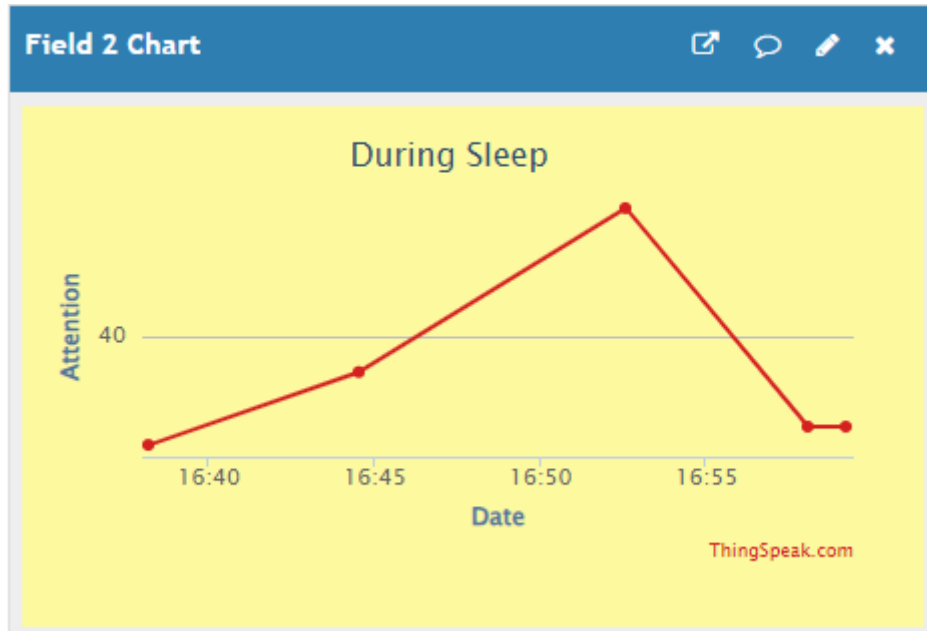 Field 2 Chart
During Sleep
Attention
40
16:40 16:45 16:50 16:55
Date
ThingSpeak.com